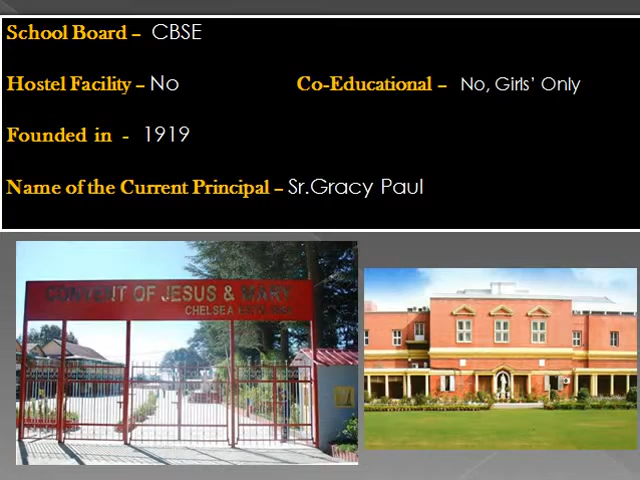 School Board – CBSE
Hostel Facility – No Co-Educational – No, Girls' Only
Founded in - 1919
Name of the Current Principal – Sr.Gracy Paul
CONVENT OF JESUS & MARY
CHELSEA